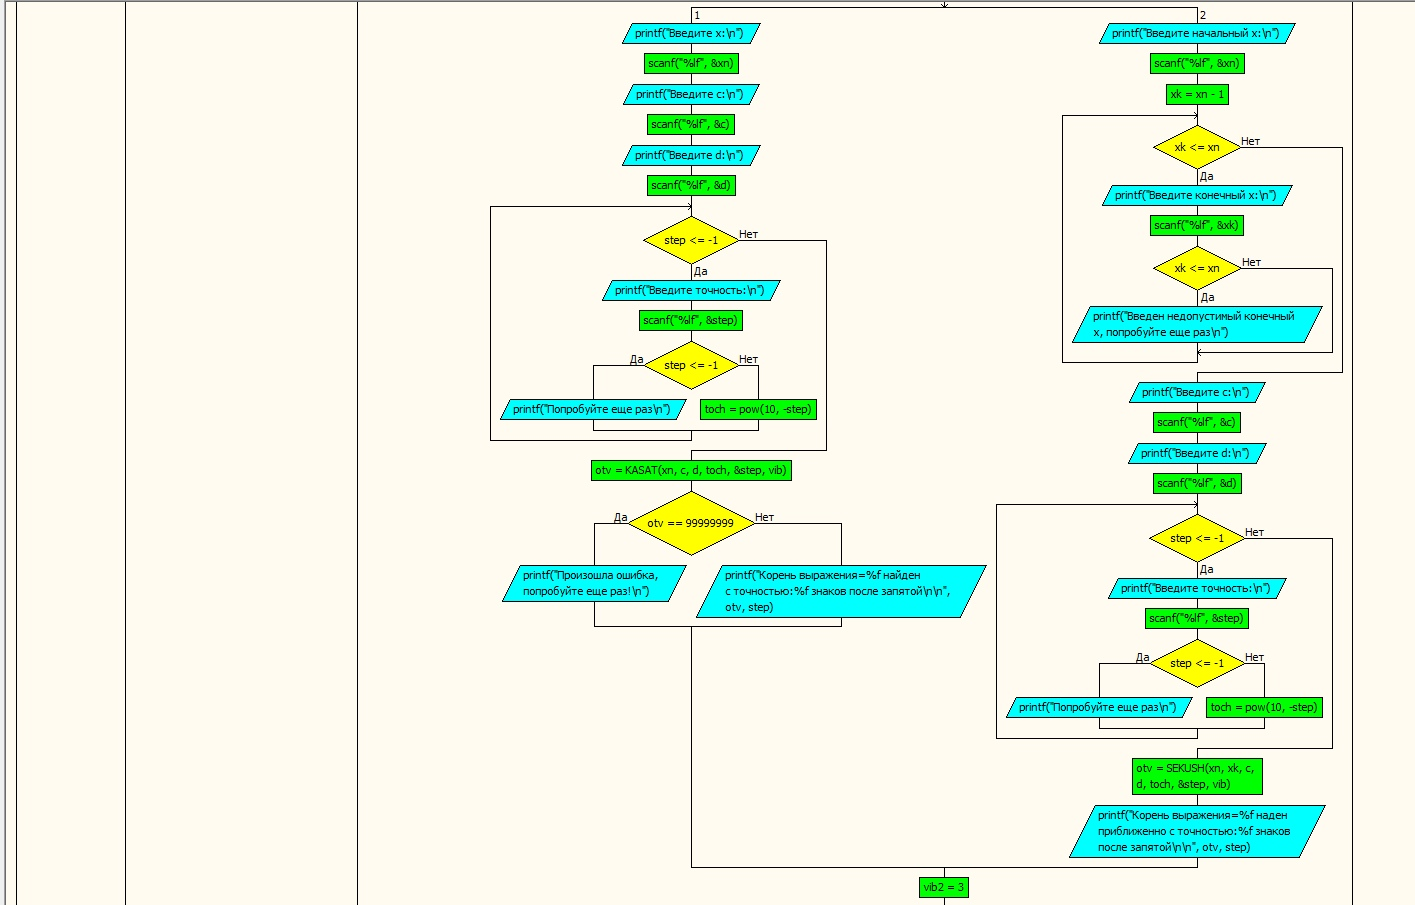 1
printf("Введите x:\n")
scanf("%lf", &xn)
printf("Введите c:\n")
scanf("%lf", &c)
printf("Введите d:\n")
scanf("%lf", &d)
step <= -1
Нет
Да
printf("Введите точность:\n")
scanf("%lf", &step)
Да
step <= -1
Нет
printf("Попробуйте еще раз\n")
toch = pow(10, -step)
otv = KASAT(xn, c, d, toch, &step, vib)
Да
otv == 99999999
Нет
printf("Произошла ошибка,
попробуйте еще раз!\n")
printf("Корень выражения=%f найден
с точностью:%f знаков после запятой\n\n",
otv, step)
2
printf("Введите начальный x:\n")
scanf("%lf", &xn)
xk = xn - 1
xk <= xn
Нет
Да
printf("Введите конечный x:\n")
scanf("%lf", &xk)
xk <= xn
Нет
Да
printf("Введен недопустимый конечный
x, попробуйте еще раз\n")
printf("Введите c:\n")
scanf("%lf", &c)
printf("Введите d:\n")
scanf("%lf", &d)
step <= -1
Нет
Да
printf("Введите точность:\n")
scanf("%lf", &step)
Да
step <= -1
Нет
printf("Попробуйте еще раз\n")
toch = pow(10, -step)
otv = SEKUSH(xn, xk, c,
d, toch, &step, vib)
printf("Корень выражения=%f наден
приближенно с точностью:%f знаков
после запятой\n\n", otv, step)
vib2 = 3